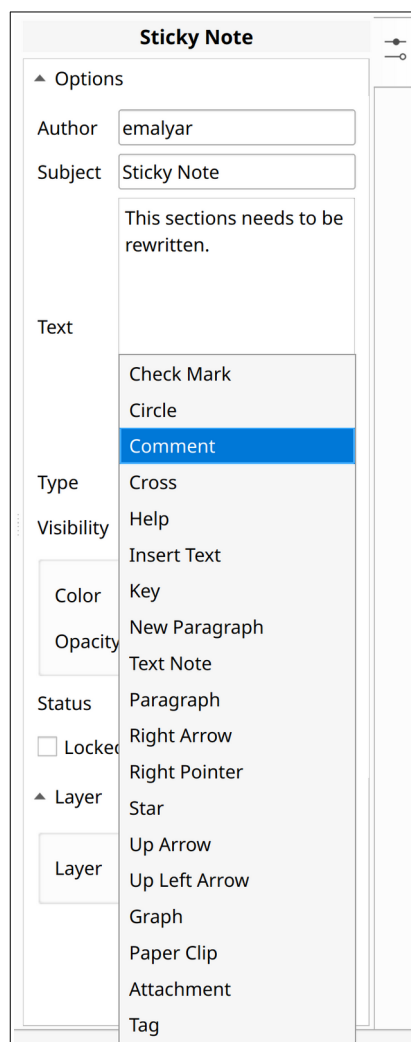 Sticky Note
Options
Author emalyar
Subject Sticky Note
This sections needs to be
rewritten.
Text
Check Mark
Circle
Comment
Type Cross
Visibility Help
Insert Text
Color Key
Opacity New Paragraph
Text Note
Status Paragraph
Locked Right Arrow
Right Pointer
Layer Star
Up Arrow
Layer Up Left Arrow
Graph
Paper Clip
Attachment
Tag